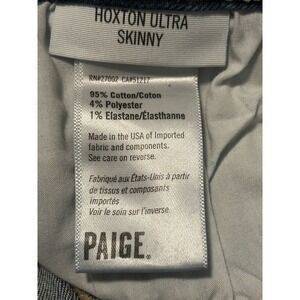 HOXTON ULTRA
SKINNY
RN#27002 CA#51217
95% Cotton/Coton
4% Polyester
1% Elastane/Élasthanne
Made in the USA of Imported
fabric and components.
See care on reverse.
Fabriqué aux États-Unis à partir
de tissus et composants
importés
Voir le soin sur l'inverse.
PAIGE®